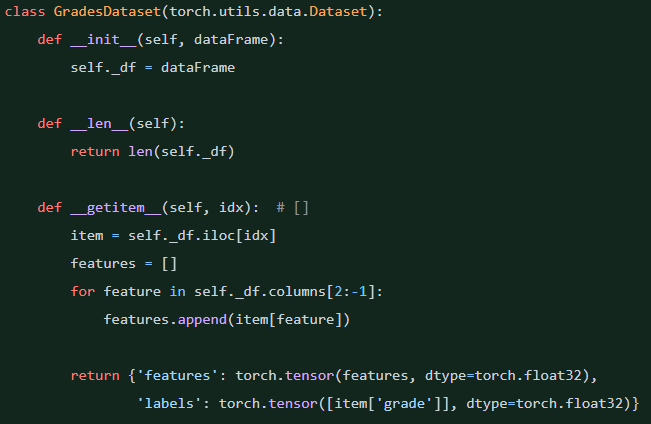 class GradesDataset(torch.utils.data.Dataset):
    def __init__(self, dataFrame):
        self._df = dataFrame

    def __len__(self):
        return len(self._df)

    def __getitem__(self, idx):  # []
        item = self._df.iloc[idx]
        features = []
        for feature in self._df.columns[2:-1]:
            features.append(item[feature])

        return {'features': torch.tensor(features, dtype=torch.float32),
                'labels': torch.tensor([item['grade']], dtype=torch.float32)}